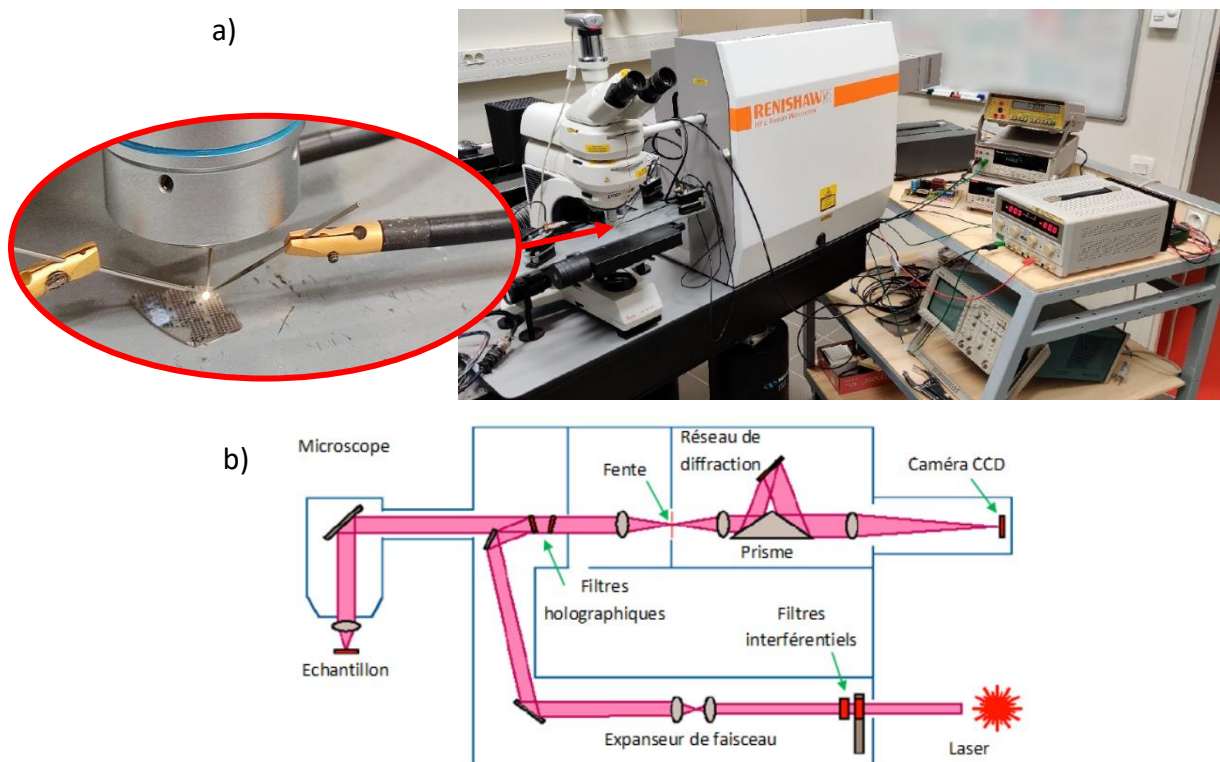 a)
RENISHAW
b)
Microscope
Réseau de
diffraction
Fente
Caméra CCD
Prisme
Filtres
holographiques
Filtres
interférentiels
Echantillon
Expanseur de faisceau
Laser